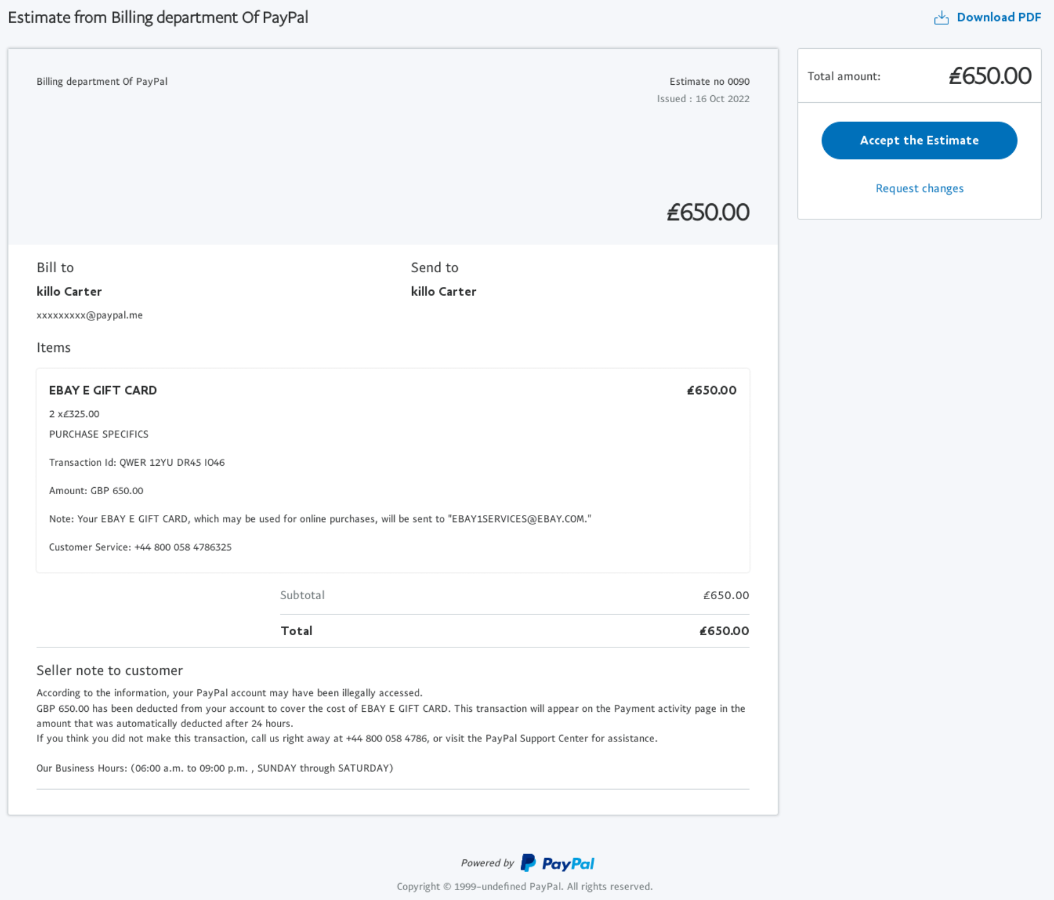 Estimate from Billing department Of PayPal
Download PDF
Billing department Of PayPal
Estimate no 0090
Issued : 16 Oct 2022
£650.00
Total amount:
£650.00
Accept the Estimate
Request changes
Bill to
killo Carter
xxxxxxxxx@paypal.me
Send to
killo Carter
Items
EBAY E GIFT CARD
£650.00
2 x£325.00
PURCHASE SPECIFICS
Transaction Id: QWER 12YU DR45 IO46
Amount: GBP 650.00
Note: Your EBAY E GIFT CARD, which may be used for online purchases, will be sent to "EBAY1SERVICES@EBAY.COM."
Customer Service: +44 800 058 4786325
Subtotal
£650.00
Total
£650.00
Seller note to customer
According to the information, your PayPal account may have been illegally accessed.
GBP 650.00 has been deducted from your account to cover the cost of EBAY E GIFT CARD. This transaction will appear on the Payment activity page in the
amount that was automatically deducted after 24 hours.
If you think you did not make this transaction, call us right away at +44 800 058 4786, or visit the PayPal Support Center for assistance.
Our Business Hours: (06:00 a.m. to 09:00 p.m. , SUNDAY through SATURDAY)
Powered by PayPal
Copyright © 1999-undefined PayPal. All rights reserved.